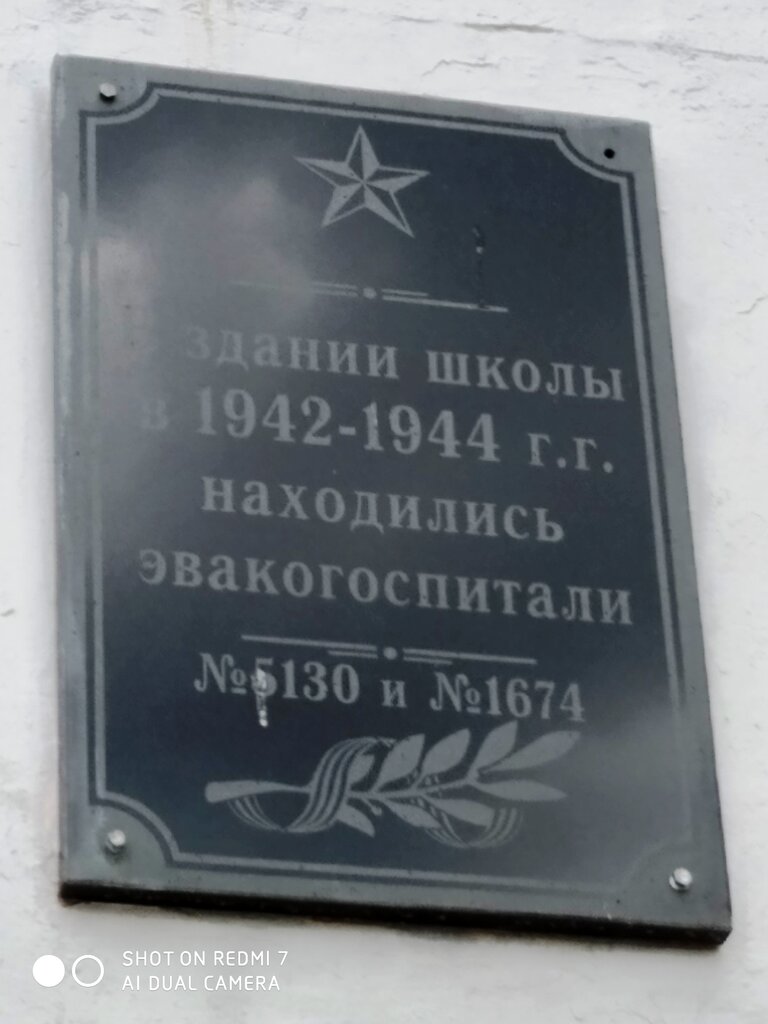 В здании школы
в 1942-1944 г.г.
находились
эвакогоспитали
№5130 и №1674
SHOT ON REDMI 7
AI DUAL CAMERA